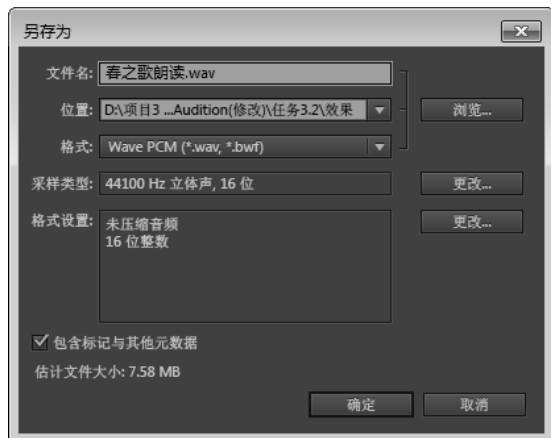 另存为
文件名: 春之歌朗读.wav
位置: D:\项目3 ...Audition(修改)\任务3.2\效果 浏览...
格式: Wave PCM (*.wav, *.bwf)
采样类型: 44100 Hz 立体声, 16 位 更改...
格式设置: 未压缩音频 更改...
16 位整数
包含标记与其他元数据
估计文件大小: 7.58 MB
确定 取消